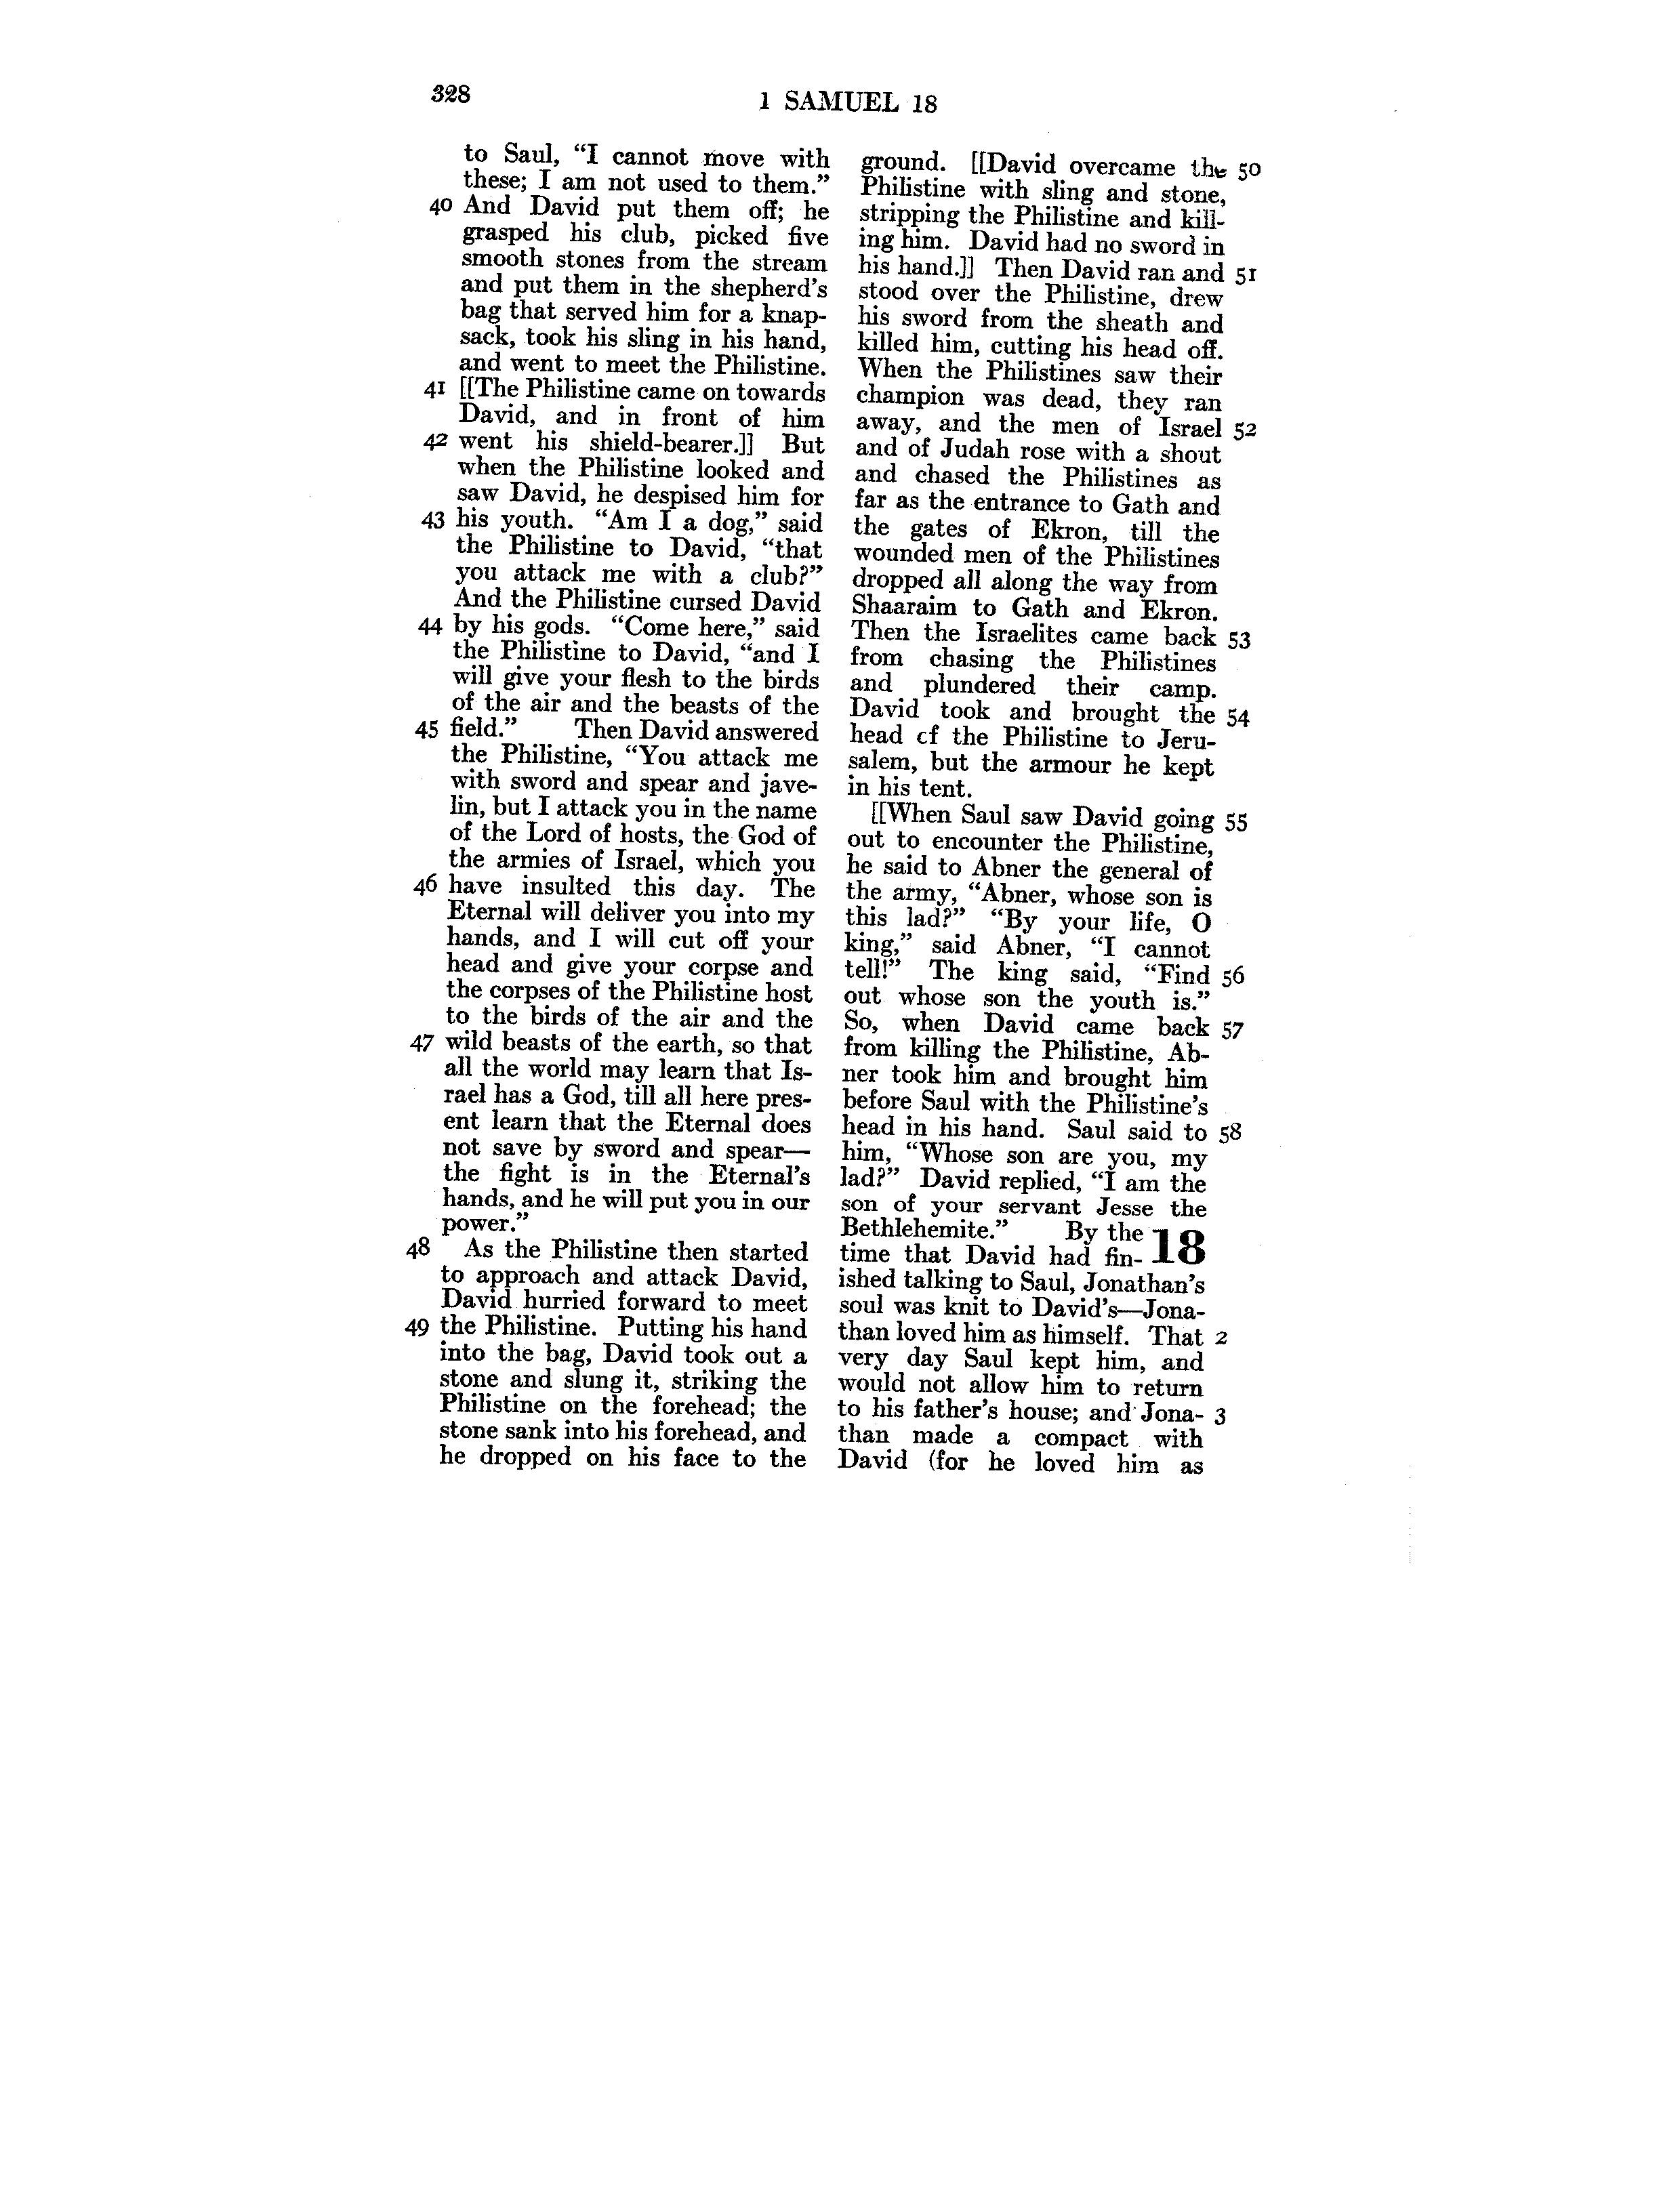 328
1 SAMUEL 18
to Saul, “I cannot move with
these; I am not used to them.”
40 And David put them off; he
grasped his club, picked five
smooth stones from the stream
and put them in the shepherd’s
bag that served him for a knap-
sack, took his sling in his hand,
and went to meet the Philistine.
41 [[The Philistine came on towards
David, and in front of him
42 went his shield-bearer.]] But
when the Philistine looked and
saw David, he despised him for
43 his youth. “Am I a dog,” said
the Philistine to David, “that
you attack me with a club?”
And the Philistine cursed David
44 by his gods. “Come here,” said
the Philistine to David, “and I
will give your flesh to the birds
of the air and the beasts of the
45 field.” Then David answered
the Philistine, “You attack me
with sword and spear and jave-
lin, but I attack you in the name
of the Lord of hosts, the God of
the armies of Israel, which you
46 have insulted this day. The
Eternal will deliver you into my
hands, and I will cut off your
head and give your corpse and
the corpses of the Philistine host
to the birds of the air and the
47 wild beasts of the earth, so that
all the world may learn that Is-
rael has a God, till all here pres-
ent learn that the Eternal does
not save by sword and spear—
the fight is in the Eternal’s
hands, and he will put you in our
power.”
48 As the Philistine then started
to approach and attack David,
David hurried forward to meet
49 the Philistine. Putting his hand
into the bag, David took out a
stone and slung it, striking the
Philistine on the forehead; the
stone sank into his forehead, and
he dropped on his face to the
ground. [[David overcame the 50
Philistine with sling and stone,
stripping the Philistine and kill-
ing him. David had no sword in
his hand.]] Then David ran and 51
stood over the Philistine, drew
his sword from the sheath and
killed him, cutting his head off.
When the Philistines saw their
champion was dead, they ran
away, and the men of Israel 52
and of Judah rose with a shout
and chased the Philistines as
far as the entrance to Gath and
the gates of Ekron, till the
wounded men of the Philistines
dropped all along the way from
Shaaraim to Gath and Ekron.
Then the Israelites came back 53
from chasing the Philistines
and plundered their camp.
David took and brought the 54
head cf the Philistine to Jeru-
salem, but the armour he kept
in his tent.
[[When Saul saw David going 55
out to encounter the Philistine,
he said to Abner the general of
the army, “Abner, whose son is
this lad?” “By your life, O
king,” said Abner, “I cannot
tell!” The king said, “Find 56
out whose son the youth is.”
So, when David came back 57
from killing the Philistine, Ab-
ner took him and brought him
before Saul with the Philistine’s
head in his hand. Saul said to 58
him, “Whose son are you, my
lad?” David replied, “I am the
son of your servant Jesse the
Bethlehemite.” By the 18
time that David had fin-
ished talking to Saul, Jonathan’s
soul was knit to David’s—Jona-
than loved him as himself. That 2
very day Saul kept him, and
would not allow him to return
to his father’s house; and Jona- 3
than made a compact with
David (for he loved him as